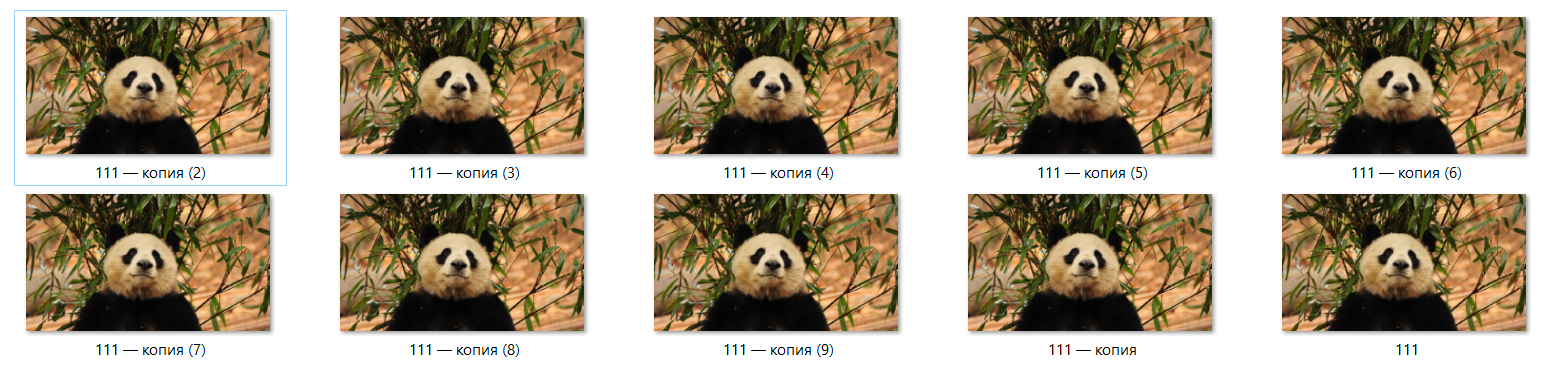 111 — копия (2)
111 — копия (3)
111 — копия (4)
111 — копия (5)
111 — копия (6)
111 — копия (7)
111 — копия (8)
111 — копия (9)
111 — копия
111